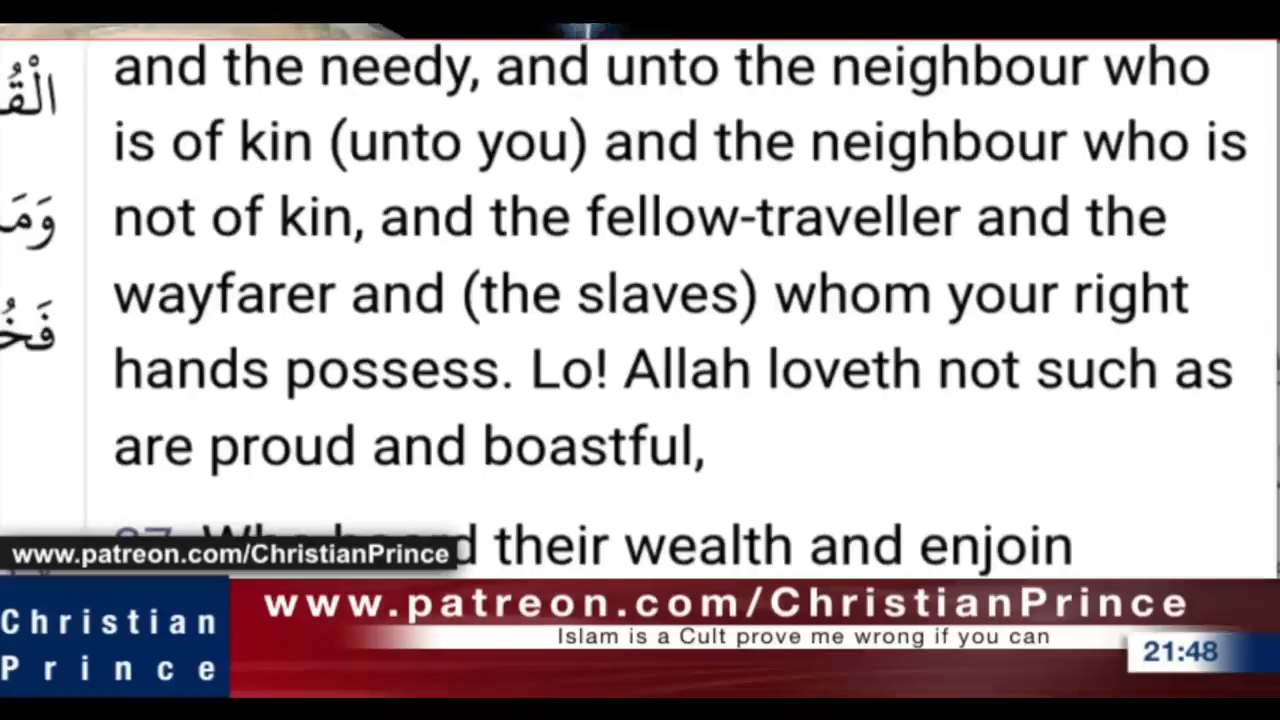 and the needy, and unto the neighbour who
is of kin (unto you) and the neighbour who is
not of kin, and the fellow-traveller and the
wayfarer and (the slaves) whom your right
hands possess. Lo! Allah loveth not such as
are proud and boastful,
their wealth and enjoin
www.patreon.com/ChristianPrince
www.patreon.com/ChristianPrince
Islam is a Cult prove me wrong if you can
Christian
Prince
21:48